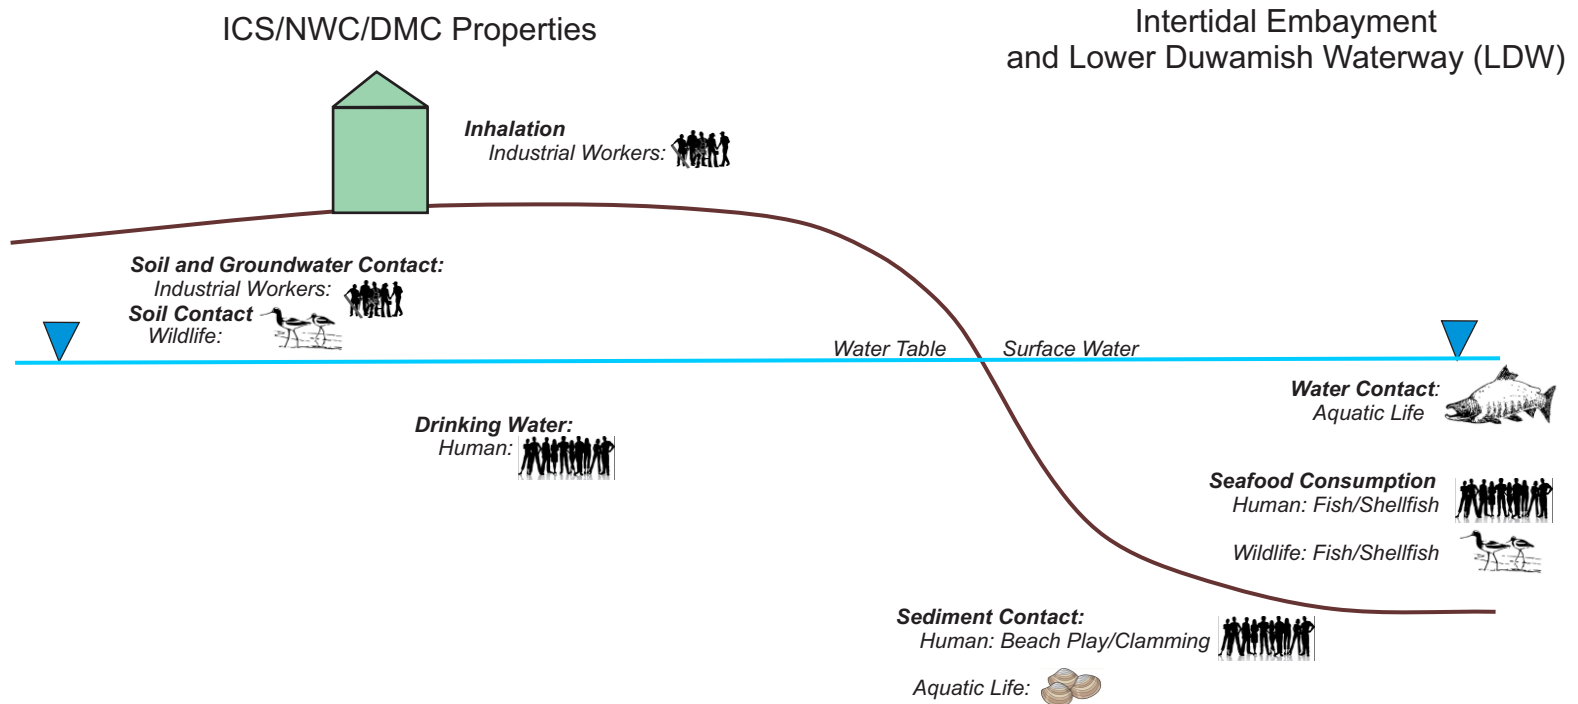 ICS/NWC/DMC Properties
Intertidal Embayment
and Lower Duwamish Waterway (LDW)
Inhalation
Industrial Workers:
Soil and Groundwater Contact:
Industrial Workers:
Soil Contact
Wildlife:
Water Table
Surface Water
Drinking Water:
Human:
Water Contact:
Aquatic Life
Seafood Consumption
Human: Fish/Shellfish
Wildlife: Fish/Shellfish
Sediment Contact:
Human: Beach Play/Clamming
Aquatic Life: